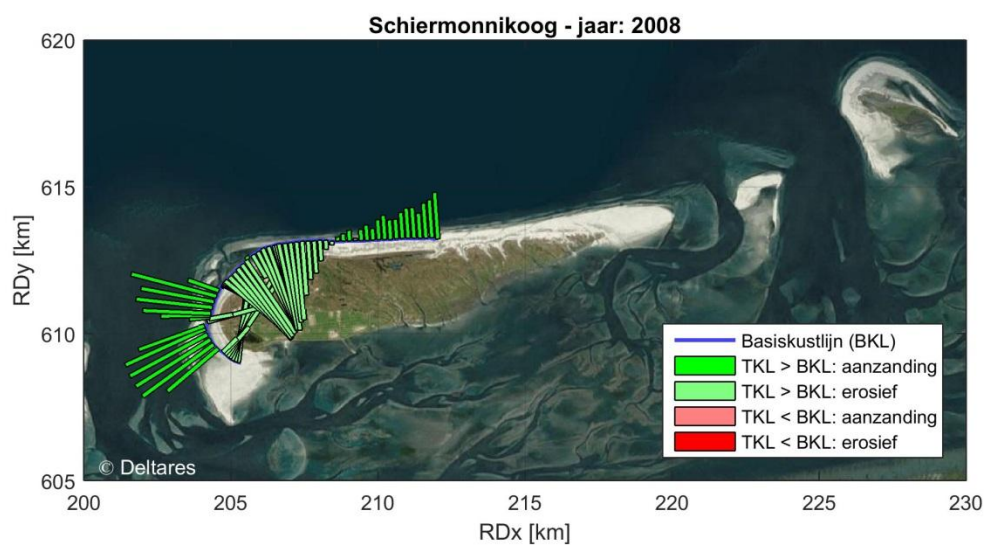 Schiermonnikoog - jaar: 2008
620
615
610
605
RDy [km]
Basiskustlijn (BKL)
TKL > BKL: aanzanding
TKL > BKL: erosief
TKL < BKL: aanzanding
TKL < BKL: erosief
© Deltares
200 205 210 215 220 225 230
RDx [km]